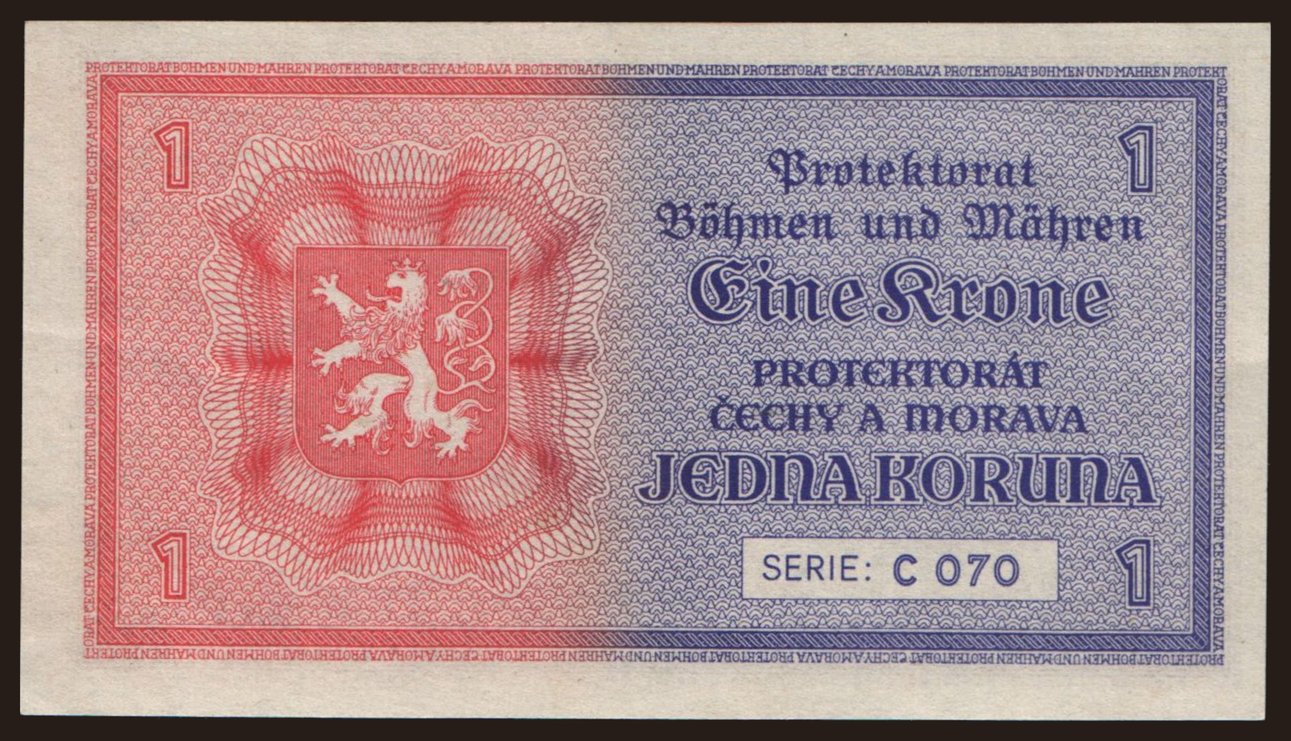 PROTEKTORAT BÖHMEN UND MÄHREN PROTEKTORÁT ČECHY A MORAVA PROTEKTORAT BÖHMEN UND MÄHREN PROTEKTORÁT ČECHY A MORAVA PROTEKTORAT BÖHMEN UND MÄHREN PROTEKT
1
1
Protektorat
Böhmen und Mähren
Eine Krone
PROTEKTORÁT
ČECHY A MORAVA
JEDNA KORUNA
SERIE: C 070
1
1